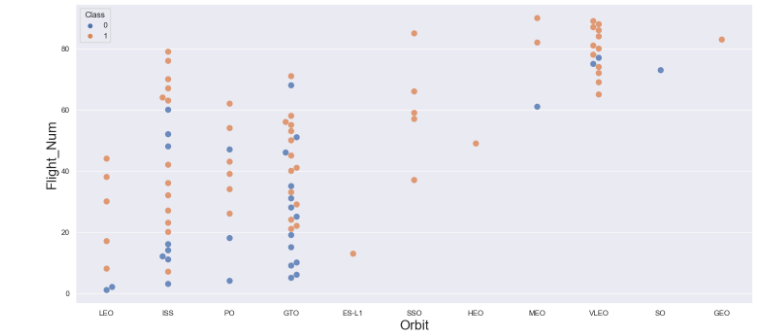 Class
0
1
80
60
40
20
0
Flight_Num
LEO ISS PO GTO ES-L1 SSO HEO MEO VLEO SO GEO
Orbit